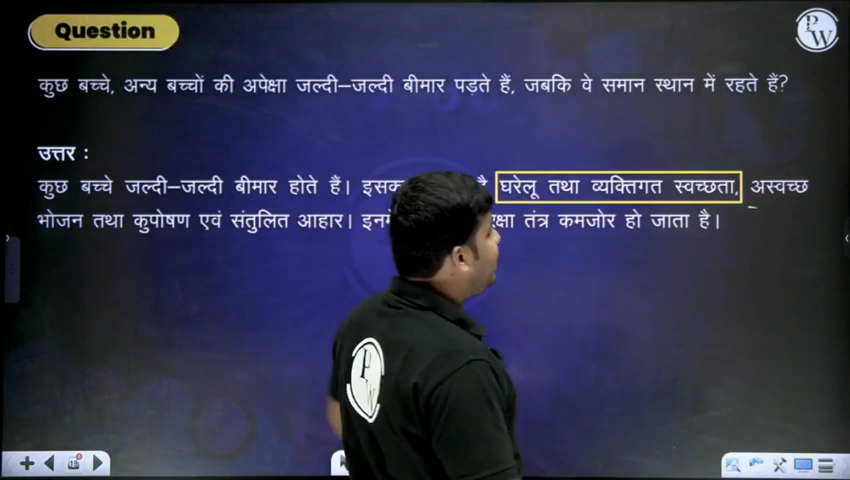 Question
PW
कुछ बच्चे, अन्य बच्चों की अपेक्षा जल्दी–जल्दी बीमार पड़ते हैं, जबकि वे समान स्थान में रहते हैं?
उत्तर :
कुछ बच्चे जल्दी–जल्दी बीमार होते हैं। घरेलू तथा व्यक्तिगत स्वच्छता, अस्वच्छ
भोजन तथा कुपोषण एवं संतुलित आहार। तंत्र कमजोर हो जाता है।
PW